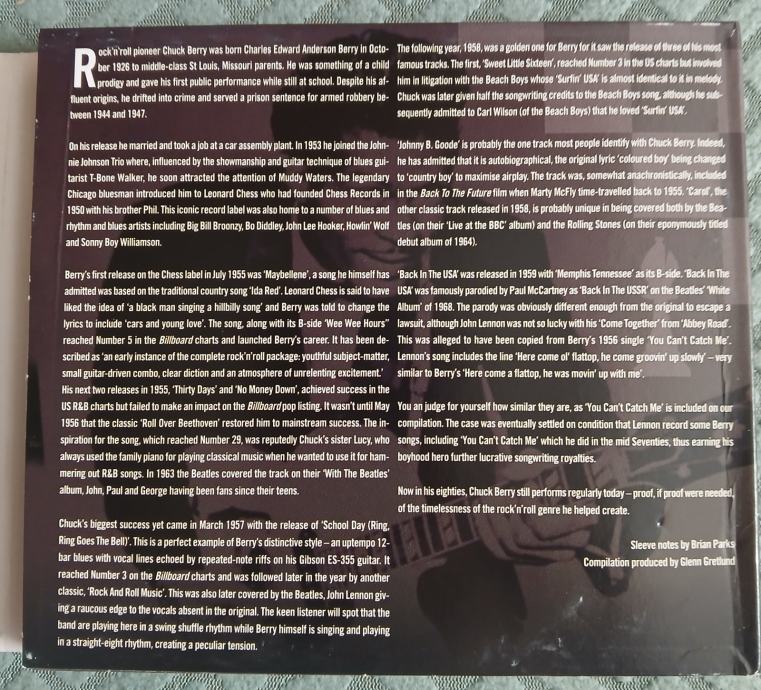 Rock'n'roll pioneer Chuck Berry was born Charles Edward Anderson Berry in Octo-
ber 1926 to middle-class St Louis, Missouri parents. He was something of a child
prodigy and gave his first public performance while still at school. Despite his af-
fluent origins, he drifted into crime and served a prison sentence for armed robbery be-
tween 1944 and 1947.
On his release he married and took a job at a car assembly plant. In 1953 he joined the John-
nie Johnson Trio where, influenced by the showmanship and guitar technique of blues gui-
tarist T-Bone Walker, he soon attracted the attention of Muddy Waters. The legendary
Chicago bluesman introduced him to Leonard Chess who had founded Chess Records in
1950 with his brother Phil. This iconic record label was also home to a number of blues and
rhythm and blues artists including Big Bill Broonzy, Bo Diddley, John Lee Hooker, Howlin' Wolf
and Sonny Boy Williamson.
Berry's first release on the Chess label in July 1955 was 'Maybellene', a song he himself has
admitted was based on the traditional country song 'Ida Red'. Leonard Chess is said to have
liked the idea of 'a black man singing a hillbilly song' and Berry was told to change the
lyrics to include 'cars and young love'. The song, along with its B-side 'Wee Wee Hours"
reached Number 5 in the Billboard charts and launched Berry's career. It has been de-
scribed as 'an early instance of the complete rock'n'roll package: youthful subject-matter,
small guitar-driven combo, clear diction and an atmosphere of unrelenting excitement.'
His next two releases in 1955, 'Thirty Days' and 'No Money Down', achieved success in the
US R&B charts but failed to make an impact on the Billboard pop listing. It wasn't until May
1956 that the classic 'Roll Over Beethoven' restored him to mainstream success. The in-
spiration for the song, which reached Number 29, was reputedly Chuck's sister Lucy, who
always used the family piano for playing classical music when he wanted to use it for ham-
mering out R&B songs. In 1963 the Beatles covered the track on their 'With The Beatles'
album, John, Paul and George having been fans since their teens.
Chuck's biggest success yet came in March 1957 with the release of 'School Day (Ring,
Ring Goes The Bell)'. This is a perfect example of Berry's distinctive style – an uptempo 12-
bar blues with vocal lines echoed by repeated-note riffs on his Gibson ES-355 guitar. It
reached Number 3 on the Billboard charts and was followed later in the year by another
classic, 'Rock And Roll Music'. This was also later covered by the Beatles, John Lennon giv-
ing a raucous edge to the vocals absent in the original. The keen listener will spot that the
band are playing here in a swing shuffle rhythm while Berry himself is singing and playing
in a straight-eight rhythm, creating a peculiar tension.
The following year, 1958, was a golden one for Berry for it saw the release of three of his most
famous tracks. The first, 'Sweet Little Sixteen', reached Number 3 in the US charts but involved
him in litigation with the Beach Boys whose 'Surfin' USA' is almost identical to it in melody.
Chuck was later given half the songwriting credits to the Beach Boys song, although he sub-
sequently admitted to Carl Wilson (of the Beach Boys) that he loved 'Surfin' USA'.
'Johnny B. Goode' is probably the one track most people identify with Chuck Berry. Indeed,
he has admitted that it is autobiographical, the original lyric 'coloured boy' being changed
to 'country boy' to maximise airplay. The track was, somewhat anachronistically, included
in the Back To The Future film when Marty McFly time-travelled back to 1955. 'Carol', the
other classic track released in 1958, is probably unique in being covered both by the Bea-
tles (on their 'Live at the BBC' album) and the Rolling Stones (on their eponymously titled
debut album of 1964).
'Back In The USA' was released in 1959 with 'Memphis Tennessee' as its B-side. 'Back In The
USA' was famously parodied by Paul McCartney as 'Back In The USSR' on the Beatles' 'White
Album' of 1968. The parody was obviously different enough from the original to escape a
lawsuit, although John Lennon was not so lucky with his 'Come Together' from 'Abbey Road'.
This was alleged to have been copied from Berry's 1956 single 'You Can't Catch Me'.
Lennon's song includes the line 'Here come ol' flattop, he come groovin' up slowly' – very
similar to Berry's 'Here come a flattop, he was movin' up with me'.
You an judge for yourself how similar they are, as 'You Can't Catch Me' is included on our
compilation. The case was eventually settled on condition that Lennon record some Berry
songs, including 'You Can't Catch Me' which he did in the mid Seventies, thus earning his
boyhood hero further lucrative songwriting royalties.
Now in his eighties, Chuck Berry still performs regularly today – proof, if proof were needed,
of the timelessness of the rock'n'roll genre he helped create.
Sleeve notes by Brian Parks
Compilation produced by Glenn Gretlund